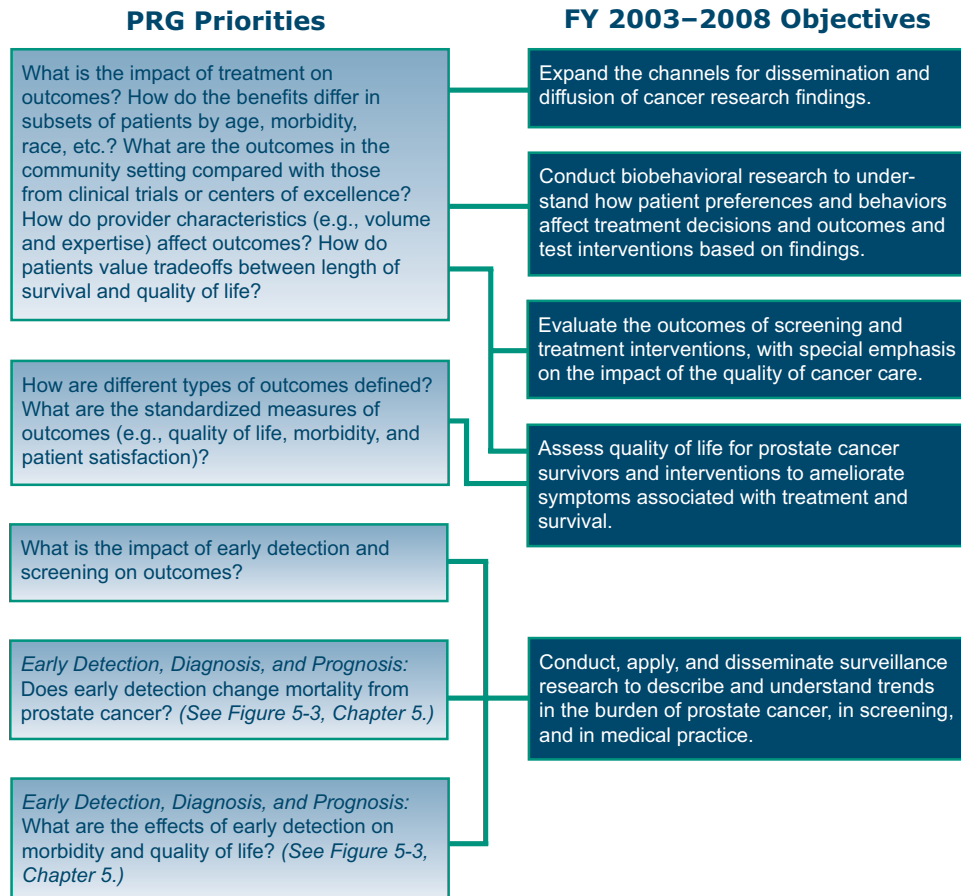 PRG Priorities
What is the impact of treatment on
outcomes? How do the benefits differ in
subsets of patients by age, morbidity,
race, etc.? What are the outcomes in the
community setting compared with those
from clinical trials or centers of excellence?
How do provider characteristics (e.g., volume
and expertise) affect outcomes? How do
patients value tradeoffs between length of
survival and quality of life?
How are different types of outcomes defined?
What are the standardized measures of
outcomes (e.g., quality of life, morbidity, and
patient satisfaction)?
What is the impact of early detection and
screening on outcomes?
Early Detection, Diagnosis, and Prognosis:
Does early detection change mortality from
prostate cancer? (See Figure 5-3, Chapter 5.)
Early Detection, Diagnosis, and Prognosis:
What are the effects of early detection on
morbidity and quality of life? (See Figure 5-3,
Chapter 5.)
FY 2003–2008 Objectives
Expand the channels for dissemination and
diffusion of cancer research findings.
Conduct biobehavioral research to under-
stand how patient preferences and behaviors
affect treatment decisions and outcomes and
test interventions based on findings.
Evaluate the outcomes of screening and
treatment interventions, with special emphasis
on the impact of the quality of cancer care.
Assess quality of life for prostate cancer
survivors and interventions to ameliorate
symptoms associated with treatment and
survival.
Conduct, apply, and disseminate surveillance
research to describe and understand trends
in the burden of prostate cancer, in screening,
and in medical practice.